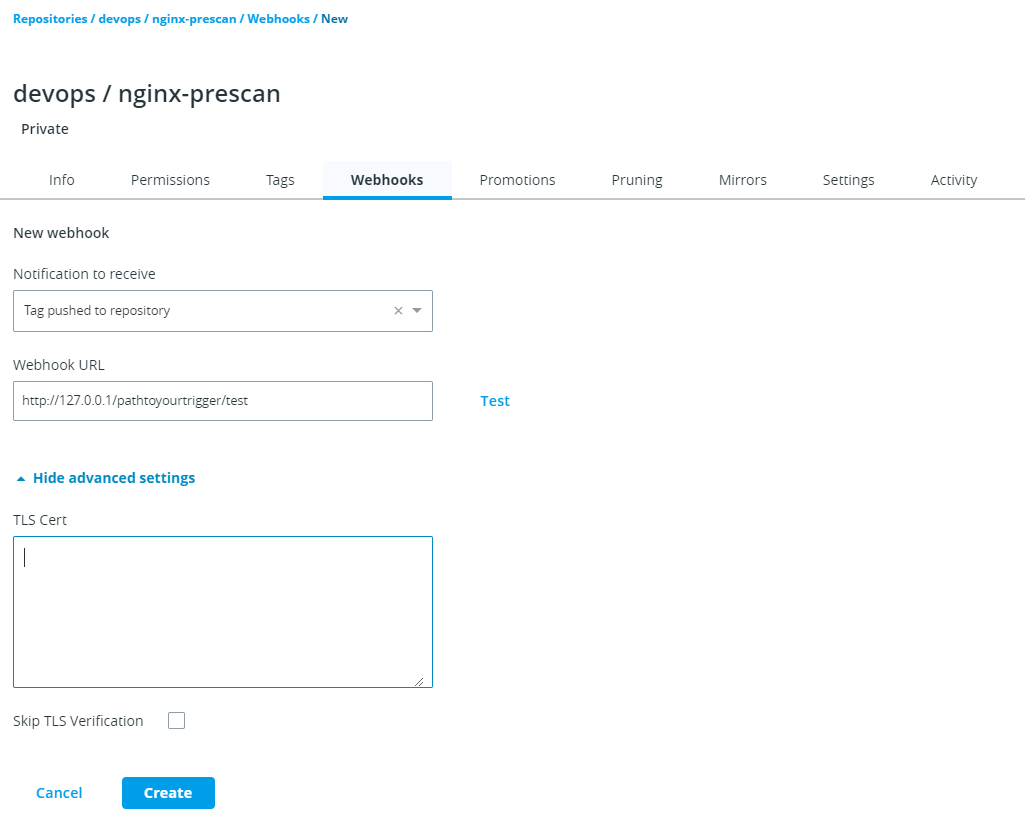 Repositories / devops / nginx-prescan / Webhooks / New
devops / nginx-prescan
Private
Info Permissions Tags Webhooks Promotions Pruning Mirrors Settings Activity
New webhook
Notification to receive
Tag pushed to repository
Webhook URL
http://127.0.0.1/pathtoyourtrigger/test Test
Hide advanced settings
TLS Cert
Skip TLS Verification
Cancel Create